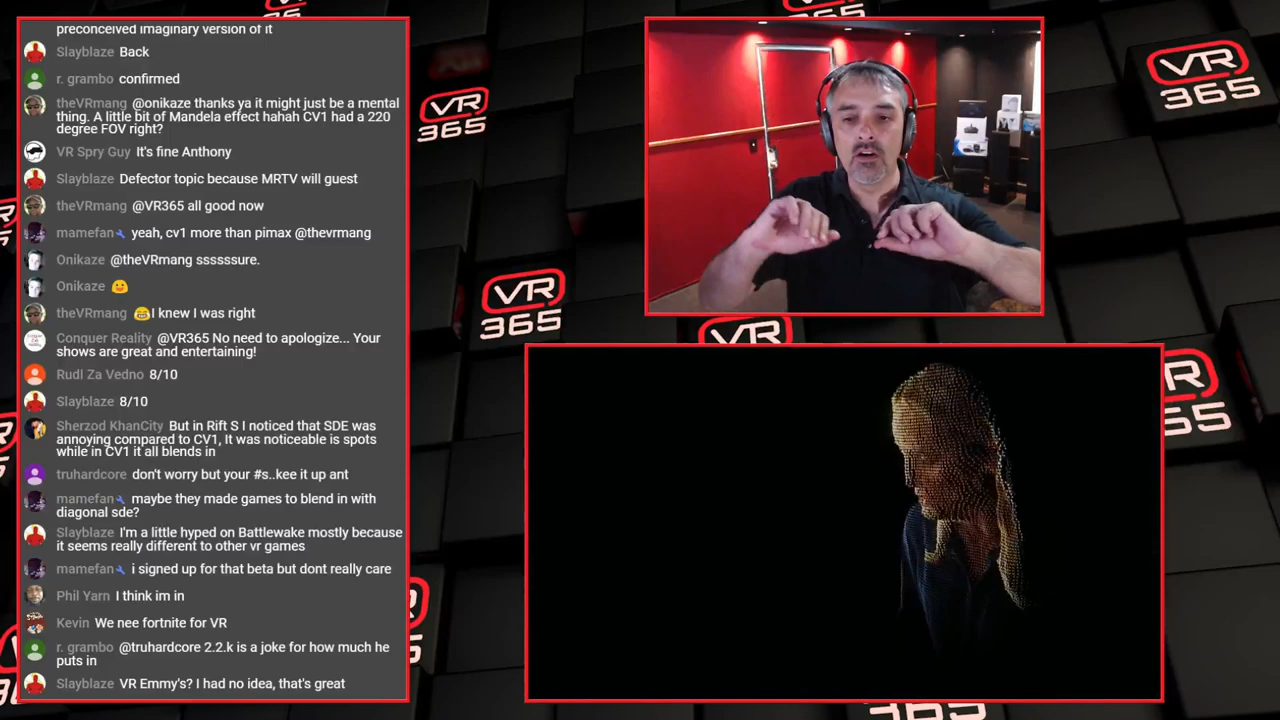 preconceived imaginary version of it
Slayblaze Back
r. grambo confirmed
theVRmang @onikaze thanks ya it might just be a mental
thing. A little bit of Mandela effect hahah CV1 had a 220
degree FOV right?
VR Spry Guy It's fine Anthony
Slayblaze Defector topic because MRTV will guest
theVRmang @VR365 all good now
mamefan yeah, cv1 more than pimax @thevrmang
Onikaze @theVRmang ssssssure.
Onikaze
theVRmang 😂I knew I was right
Conquer Reality @VR365 No need to apologize... Your
shows are great and entertaining!
Rudl Za Vedno 8/10
Slayblaze 8/10
Sherzod KhanCity But in Rift S I noticed that SDE was
annoying compared to CV1, It was noticeable is spots
while in CV1 it all blends in
truhardcore don't worry but your #s..kee it up ant
mamefan maybe they made games to blend in with
diagonal sde?
Slayblaze I'm a little hyped on Battlewake mostly because
it seems really different to other vr games
mamefan i signed up for that beta but dont really care
Phil Yarn I think im in
Kevin We nee fortnite for VR
r. grambo @truhardcore 2.2.k is a joke for how much he
puts in
Slayblaze VR Emmy's? I had no idea, that's great
365
VR
365
VR
365
VR
365
VR
R
65
365